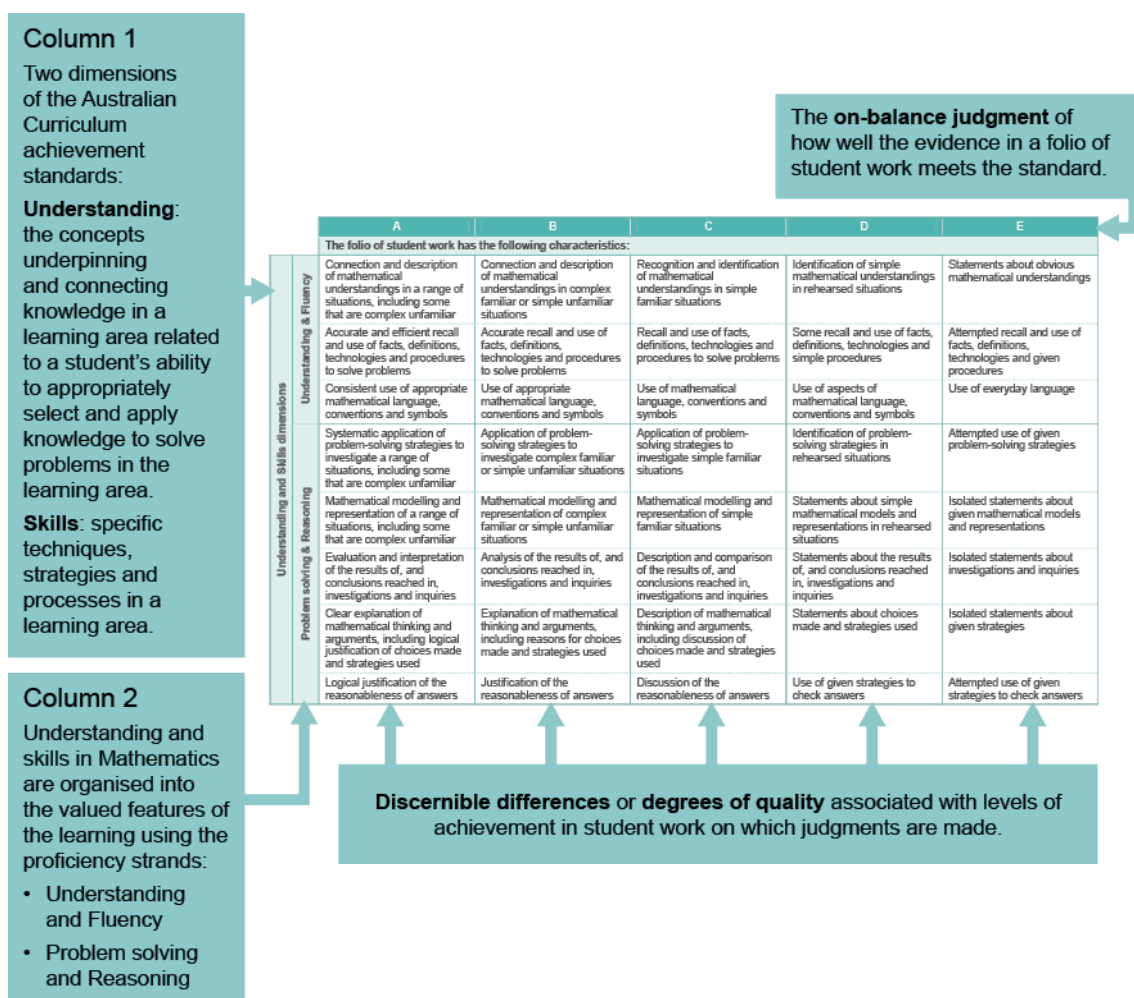 Column 1
Two dimensions
of the Australian
Curriculum
achievement
standards:
Understanding:
the concepts
underpinning
and connecting
knowledge in a
learning area related
to a student's ability
to appropriately
select and apply
knowledge to solve
problems in the
learning area.
Skills: specific
techniques,
strategies and
processes in a
learning area.
Column 2
Understanding and
skills in Mathematics
are organised into
the valued features of
the learning using the
proficiency strands:
• Understanding
and Fluency
• Problem solving
and Reasoning
The on-balance judgment of
how well the evidence in a folio of
student work meets the standard.
A B C D E
The folio of student work has the following characteristics:
Understanding and Skills dimensions
Understanding & Fluency
Connection and description
of mathematical
understandings in a range of
situations, including some
that are complex unfamiliar
Connection and description
of mathematical
understandings in complex
familiar or simple unfamiliar
situations
Recognition and identification
of mathematical
understandings in simple
familiar situations
Identification of simple
mathematical understandings
in rehearsed situations
Statements about obvious
mathematical understandings
Accurate and efficient recall
and use of facts, definitions,
technologies and procedures
to solve problems
Accurate recall and use of
facts, definitions,
technologies and procedures
to solve problems
Recall and use of facts,
definitions, technologies and
procedures to solve problems
Some recall and use of facts,
definitions, technologies and
simple procedures
Attempted recall and use of
facts, definitions,
technologies and given
procedures
Consistent use of appropriate
mathematical language,
conventions and symbols
Use of appropriate
mathematical language,
conventions and symbols
Use of mathematical
language, conventions and
symbols
Use of aspects of
mathematical language,
conventions and symbols
Use of everyday language
Problem solving & Reasoning
Systematic application of
problem-solving strategies to
investigate a range of
situations, including some
that are complex unfamiliar
Application of problem-
solving strategies to
investigate complex familiar
or simple unfamiliar situations
Application of problem-
solving strategies to
investigate simple familiar
situations
Identification of problem-
solving strategies in
rehearsed situations
Attempted use of given
problem-solving strategies
Mathematical modelling and
representation of a range of
situations, including some
that are complex unfamiliar
Mathematical modelling and
representation of complex
familiar or simple unfamiliar
situations
Mathematical modelling and
representation of simple
familiar situations
Statements about simple
mathematical models and
representations in rehearsed
situations
Isolated statements about
given mathematical models
and representations
Evaluation and interpretation
of the results of, and
conclusions reached in,
investigations and inquiries
Analysis of the results of, and
conclusions reached in,
investigations and inquiries
Description and comparison
of the results of, and
conclusions reached in,
investigations and inquiries
Statements about the results
of, and conclusions reached
in, investigations and
inquiries
Isolated statements about
investigations and inquiries
Clear explanation of
mathematical thinking and
arguments, including logical
justification of choices made
and strategies used
Explanation of mathematical
thinking and arguments,
including reasons for choices
made and strategies used
Description of mathematical
thinking and arguments,
including discussion of
choices made and strategies
used
Statements about choices
made and strategies used
Isolated statements about
given strategies
Logical justification of the
reasonableness of answers
Justification of the
reasonableness of answers
Discussion of the
reasonableness of answers
Use of given strategies to
check answers
Attempted use of given
strategies to check answers
Discernible differences or degrees of quality associated with levels of
achievement in student work on which judgments are made.